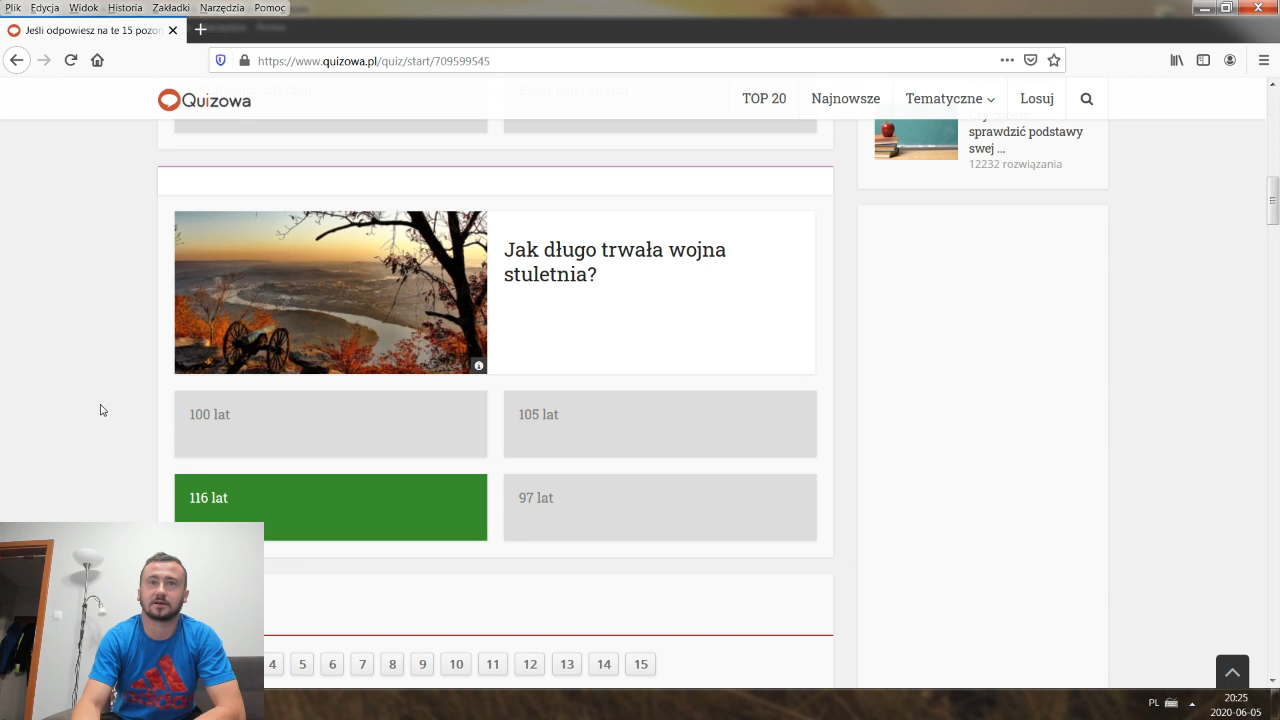 Plik Edycja Widok Historia Zakładki Narzędzia Pomoc
Jeśli odpowiesz na te 15 pozor
https://www.quizowa.pl/quiz/start/709599545
Quizowa
TOP 20 Najnowsze Tematyczne Losuj
sprawdzić podstawy
swej ...
12232 rozwiązania
Jak długo trwała wojna
stuletnia?
100 lat
105 lat
116 lat
97 lat
4 5 6 7 8 9 10 11 12 13 14 15
PL
20:25
2020-06-05